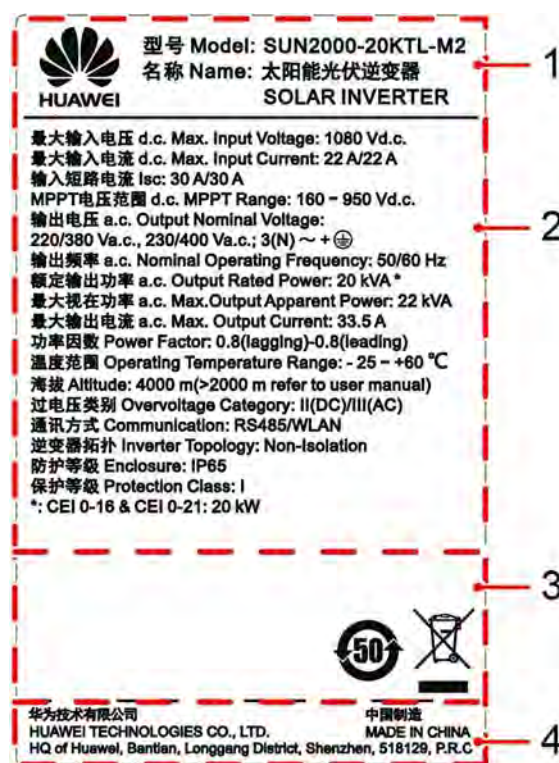 HUAWEI
型号 Model: SUN2000-20KTL-M2
名称 Name: 太阳能光伏逆变器
SOLAR INVERTER
1
最大输入电压 d.c. Max. Input Voltage: 1080 Vd.c.
最大输入电流 d.c. Max. Input Current: 22 A/22 A
输入短路电流 Isc: 30 A/30 A
MPPT电压范围 d.c. MPPT Range: 160 - 950 Vd.c.
输出电压 a.c. Output Nominal Voltage:
220/380 Va.c., 230/400 Va.c.; 3(N) ~ + ⏚
输出频率 a.c. Nominal Operating Frequency: 50/60 Hz
额定输出功率 a.c. Output Rated Power: 20 kVA *
最大视在功率 a.c. Max.Output Apparent Power: 22 kVA
最大输出电流 a.c. Max. Output Current: 33.5 A
功率因数 Power Factor: 0.8(lagging)-0.8(leading)
温度范围 Operating Temperature Range: - 25 - +60 ℃
海拔 Altitude: 4000 m(>2000 m refer to user manual)
过电压类别 Overvoltage Category: II(DC)/III(AC)
通讯方式 Communication: RS485/WLAN
逆变器拓扑 Inverter Topology: Non-Isolation
防护等级 Enclosure: IP65
保护等级 Protection Class: I
*: CEI 0-16 & CEI 0-21: 20 kW
2
50
3
华为技术有限公司 中国制造
HUAWEI TECHNOLOGIES CO., LTD. MADE IN CHINA
HQ of Huawei, Bantian, Longgang District, Shenzhen, 518129, P.R.C
4